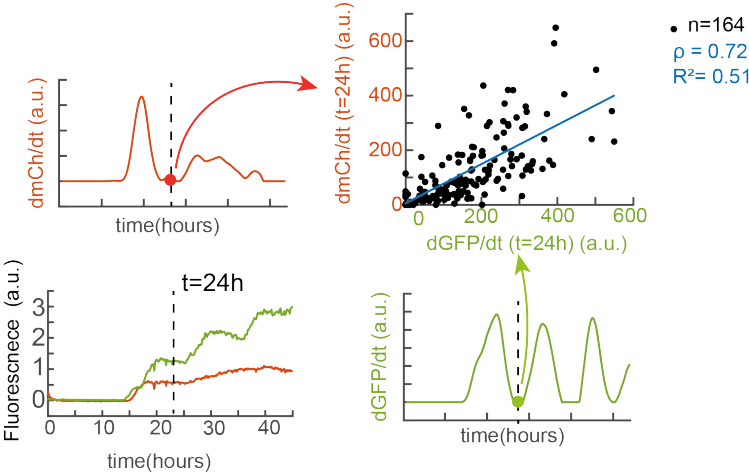 dmCh/dt (a.u.)
time(hours)
dmCh/dt (t=24h) (a.u.)
600
400
200
0
0 200 400 600
dGFP/dt (t=24h) (a.u.)
n=164
ρ = 0.72
R²= 0.51
Fluorescnece (a.u.)
t=24h
3
2
1
0
0 10 20 30 40
time(hours)
dGFP/dt (a.u.)
time(hours)